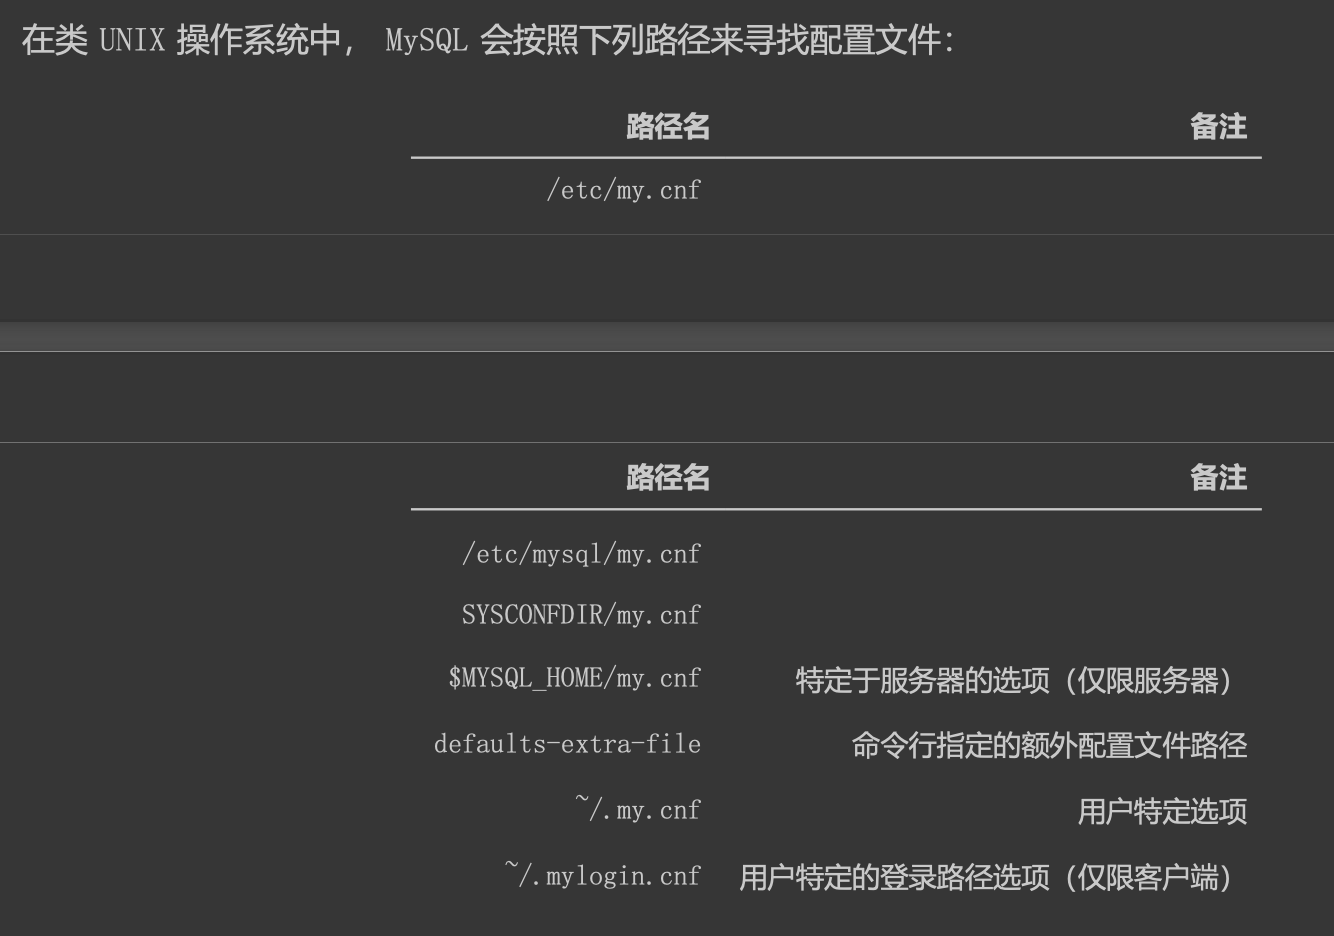 在类 UNIX 操作系统中， MySQL 会按照下列路径来寻找配置文件：
路径名 备注
/etc/my.cnf
路径名 备注
/etc/mysql/my.cnf
SYSCONFDIR/my.cnf
$MYSQL_HOME/my.cnf 特定于服务器的选项（仅限服务器）
defaults-extra-file 命令行指定的额外配置文件路径
~/.my.cnf 用户特定选项
~/.mylogin.cnf 用户特定的登录路径选项（仅限客户端）